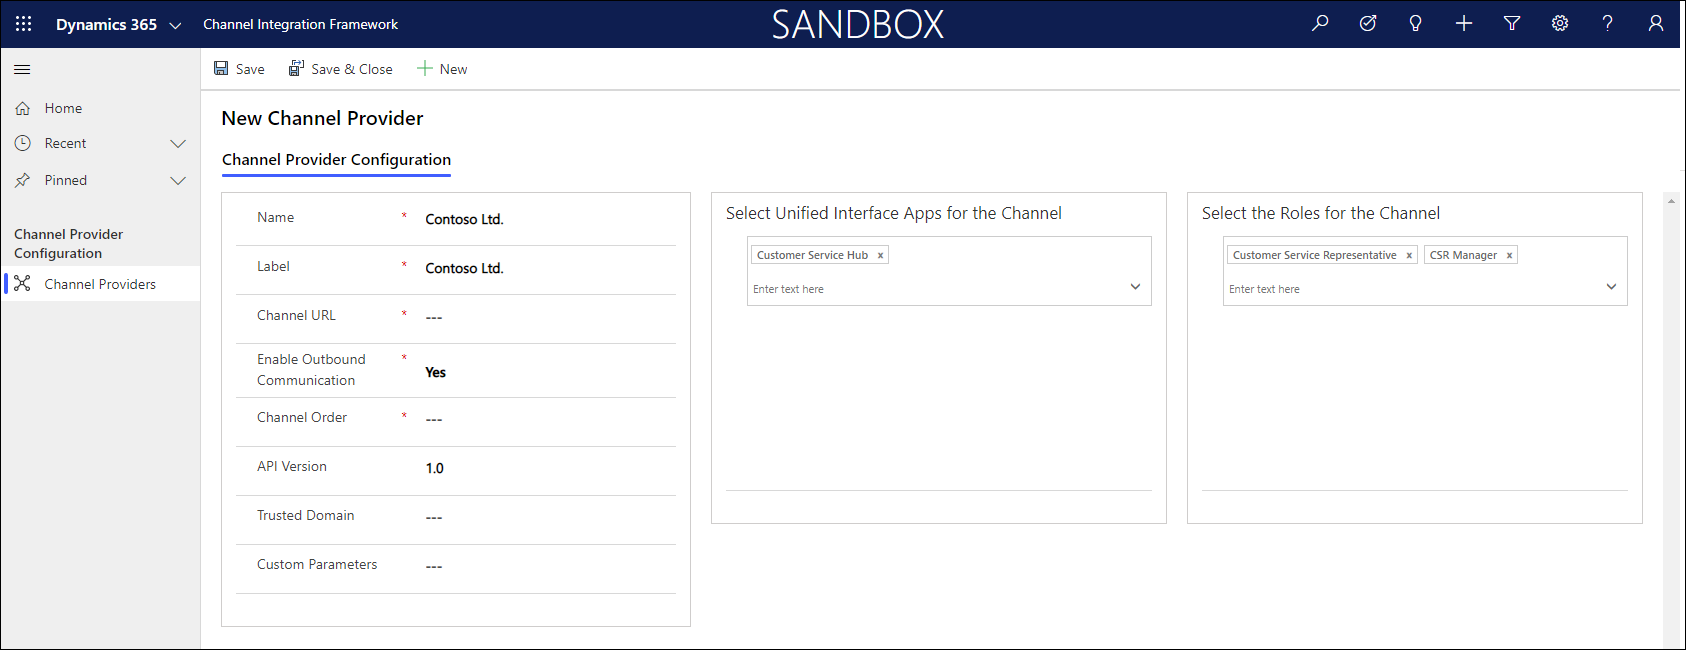 Dynamics 365 Channel Integration Framework SANDBOX
Save Save & Close New
Home
Recent
Pinned
Channel Provider
Configuration
Channel Providers
New Channel Provider
Channel Provider Configuration
Name * Contoso Ltd.
Label * Contoso Ltd.
Channel URL * ---
Enable Outbound
Communication * Yes
Channel Order * ---
API Version 1.0
Trusted Domain ---
Custom Parameters ---
Select Unified Interface Apps for the Channel
Customer Service Hub x
Enter text here
Select the Roles for the Channel
Customer Service Representative x CSR Manager x
Enter text here